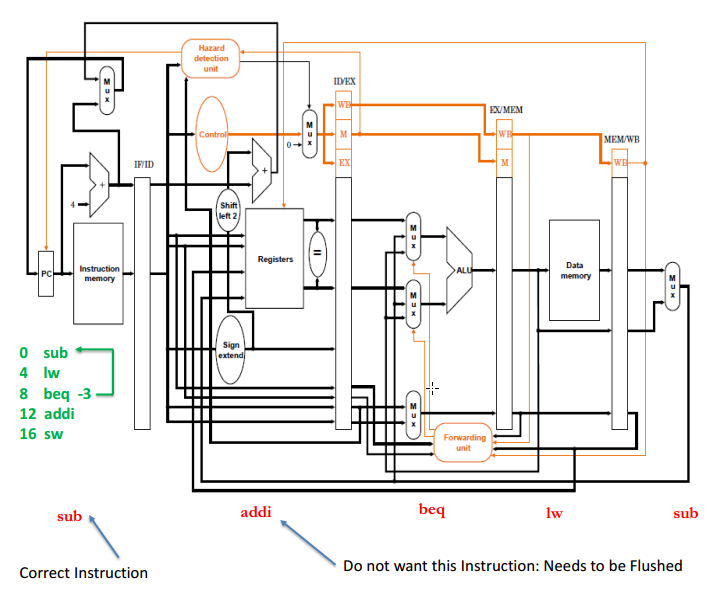 Hazard
detection
unit
ID/EX
M
u
x
WB
EX/MEM
Control
M
u
x
M
WB
MEM/WB
0
+
IF/ID
EX
M
WB
+
4
Shift
left 2
PC
Instruction
memory
Registers
=
M
u
x
ALU
Data
memory
M
u
x
M
u
x
Sign
extend
0 sub
4 lw
8 beq -3
12 addi
16 sw
M
u
x
Forwarding
unit
sub
addi
beq
lw
sub
Correct Instruction
Do not want this Instruction: Needs to be Flushed